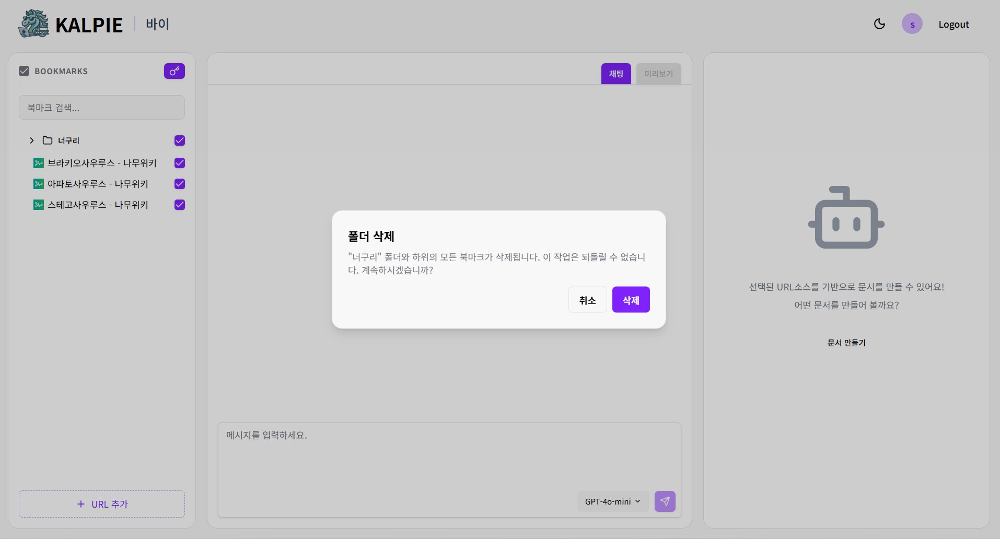 KALPIE
바이
s
Logout
BOOKMARKS
북마크 검색...
너구리
브라키오사우루스 - 나무위키
아파토사우루스 - 나무위키
스테고사우루스 - 나무위키
URL 추가
채팅
미리보기
폴더 삭제
"너구리" 폴더와 하위의 모든 북마크가 삭제됩니다. 이 작업은 되돌릴 수 없습니
다. 계속하시겠습니까?
취소
삭제
메시지를 입력하세요.
GPT-4o-mini
선택된 URL소스를 기반으로 문서를 만들 수 있어요!
어떤 문서를 만들어 볼까요?
문서 만들기